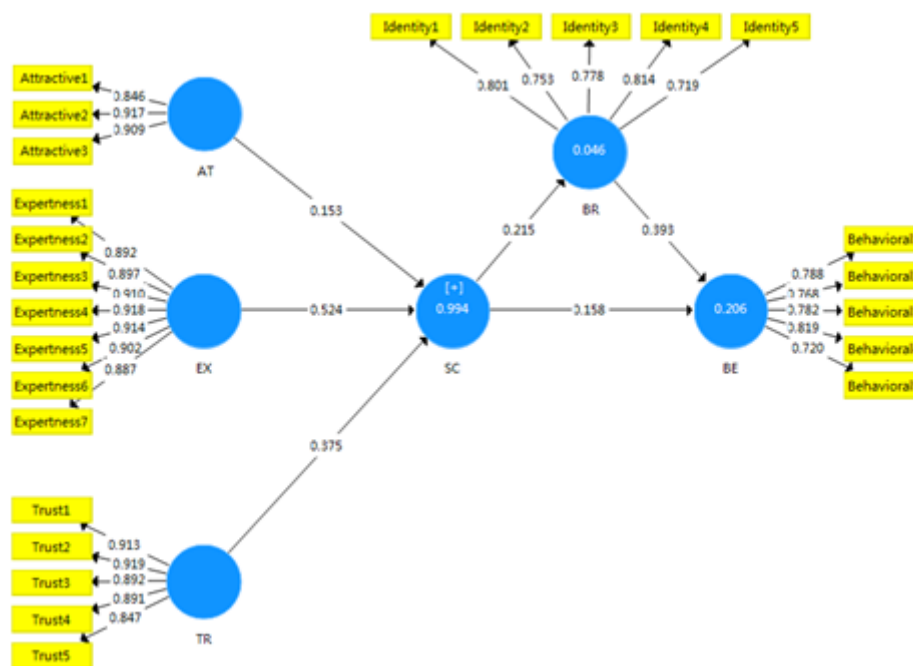 Identity1 Identity2 Identity3 Identity4 Identity5
0.801 0.753 0.778 0.814 0.719
Attractive1
Attractive2
Attractive3
0.846
0.917
0.909
AT
0.046
BR
0.153
0.215
0.393
Expertness1
Expertness2
Expertness3
Expertness4
Expertness5
Expertness6
Expertness7
0.892
0.897
0.910
0.918
0.914
0.902
0.887
EX
0.524
[+]
0.994
SC
0.158
0.206
BE
0.788
0.768
0.782
0.819
0.720
Behavioral
Behavioral
Behavioral
Behavioral
Behavioral
0.375
Trust1
Trust2
Trust3
Trust4
Trust5
0.913
0.919
0.892
0.891
0.847
TR